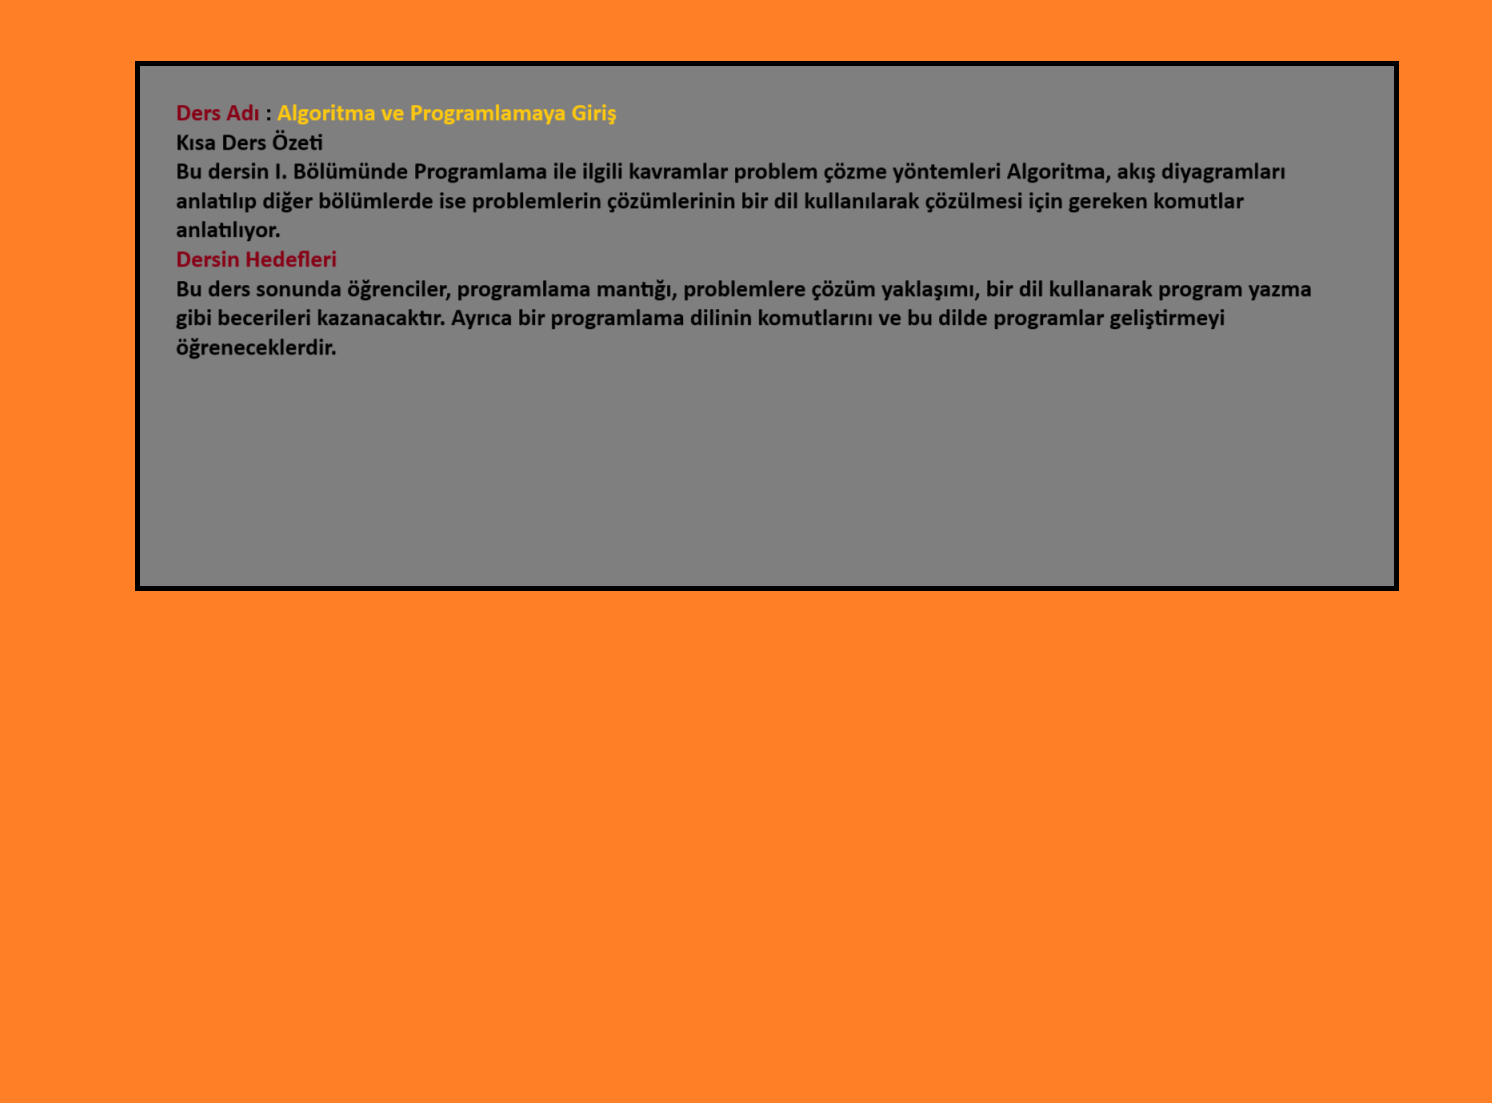 Ders Adı : Algoritma ve Programlamaya Giriş
Kısa Ders Özeti
Bu dersin I. Bölümünde Programlama ile ilgili kavramlar problem çözme yöntemleri Algoritma, akış diyagramları
anlatılıp diğer bölümlerde ise problemlerin çözümlerinin bir dil kullanılarak çözülmesi için gereken komutlar
anlatılıyor.
Dersin Hedefleri
Bu ders sonunda öğrenciler, programlama mantığı, problemlere çözüm yaklaşımı, bir dil kullanarak program yazma
gibi becerileri kazanacaktır. Ayrıca bir programlama dilinin komutlarını ve bu dilde programlar geliştirmeyi
öğreneceklerdir.